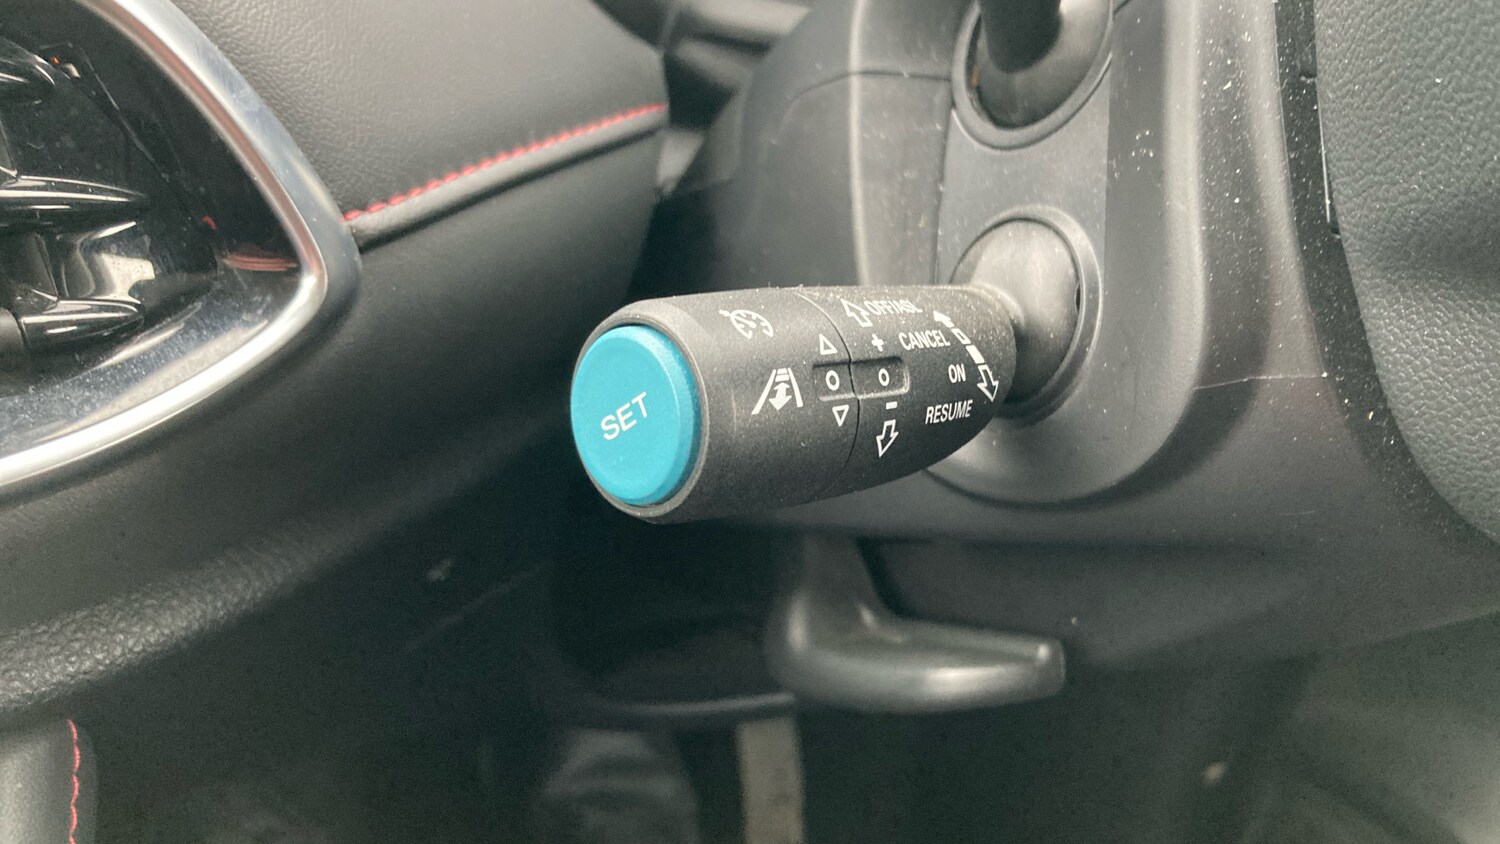 SET
OFF/ASL
+
CANCEL
O
O
ON
-
RESUME